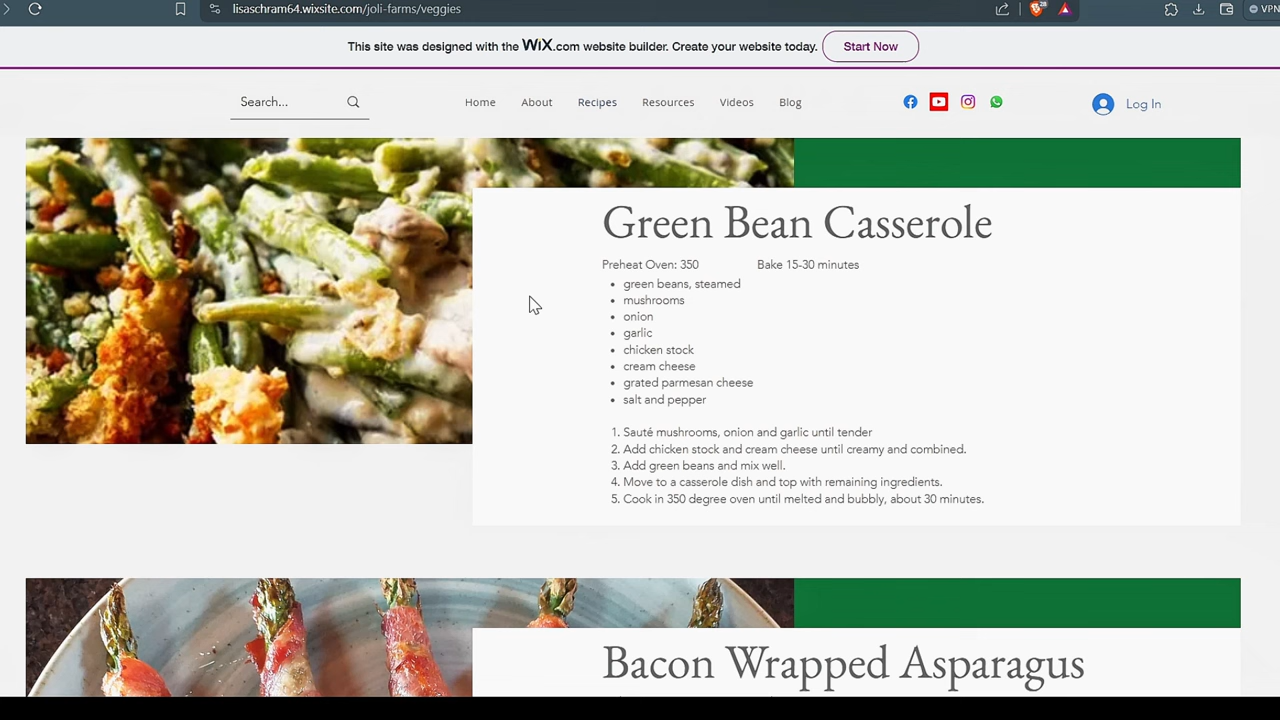 lisaschram64.wixsite.com/joli-farms/veggies
28
VPN
This site was designed with the WiX.com website builder. Create your website today.
Start Now
Search...
Home
About
Recipes
Resources
Videos
Blog
Log In
Green Bean Casserole
Preheat Oven: 350 Bake 15-30 minutes
• green beans, steamed
• mushrooms
• onion
• garlic
• chicken stock
• cream cheese
• grated parmesan cheese
• salt and pepper
1. Sauté mushrooms, onion and garlic until tender
2. Add chicken stock and cream cheese until creamy and combined.
3. Add green beans and mix well.
4. Move to a casserole dish and top with remaining ingredients.
5. Cook in 350 degree oven until melted and bubbly, about 30 minutes.
Bacon Wrapped Asparagus